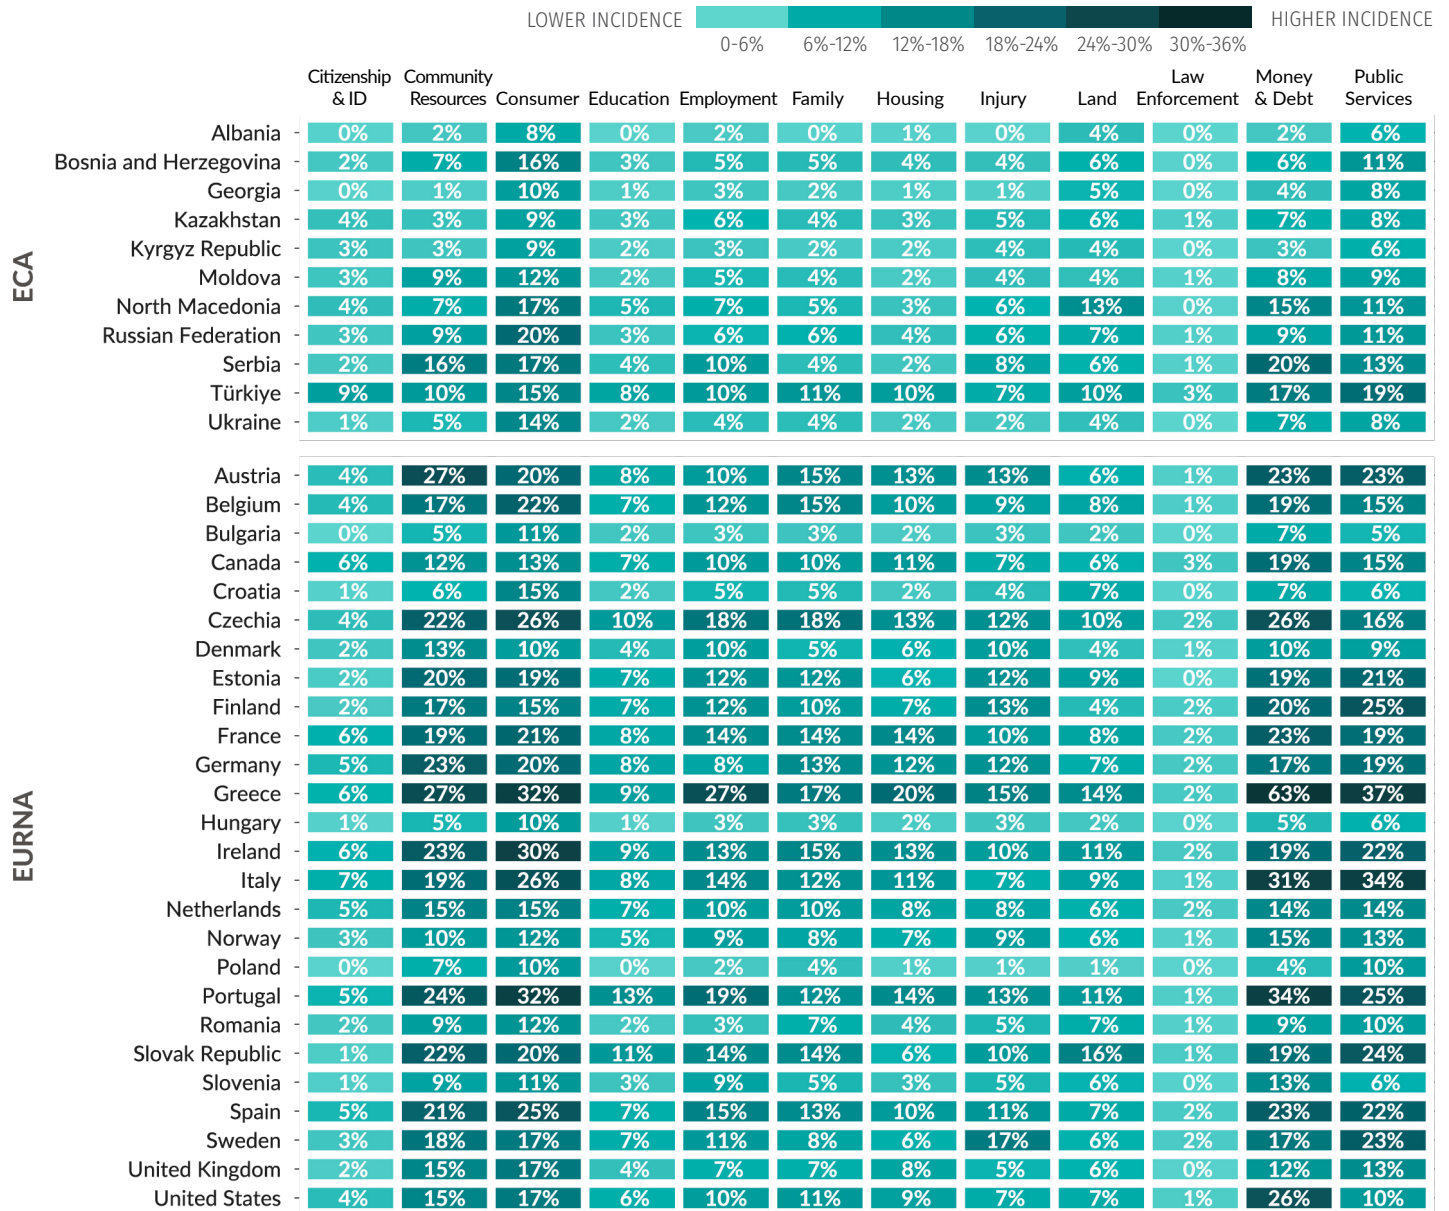 LOWER INCIDENCE HIGHER INCIDENCE
0-6% 6%-12% 12%-18% 18%-24% 24%-30% 30%-36%
Citizenship & ID Community Resources Consumer Education Employment Family Housing Injury Land Law Enforcement Money & Debt Public Services
ECA
Albania 0% 2% 8% 0% 2% 0% 1% 0% 4% 0% 2% 6%
Bosnia and Herzegovina 2% 7% 16% 3% 5% 5% 4% 4% 6% 0% 6% 11%
Georgia 0% 1% 10% 1% 3% 2% 1% 1% 5% 0% 4% 8%
Kazakhstan 4% 3% 9% 3% 6% 4% 3% 5% 6% 1% 7% 8%
Kyrgyz Republic 3% 3% 9% 2% 3% 2% 2% 4% 4% 0% 3% 6%
Moldova 3% 9% 12% 2% 5% 4% 2% 4% 4% 1% 8% 9%
North Macedonia 4% 7% 17% 5% 7% 5% 3% 6% 13% 0% 15% 11%
Russian Federation 3% 9% 20% 3% 6% 6% 4% 6% 7% 1% 9% 11%
Serbia 2% 16% 17% 4% 10% 4% 2% 8% 6% 1% 20% 13%
Türkiye 9% 10% 15% 8% 10% 11% 10% 7% 10% 3% 17% 19%
Ukraine 1% 5% 14% 2% 4% 4% 2% 2% 4% 0% 7% 8%
EURNA
Austria 4% 27% 20% 8% 10% 15% 13% 13% 6% 1% 23% 23%
Belgium 4% 17% 22% 7% 12% 15% 10% 9% 8% 1% 19% 15%
Bulgaria 0% 5% 11% 2% 3% 3% 2% 3% 2% 0% 7% 5%
Canada 6% 12% 13% 7% 10% 10% 11% 7% 6% 3% 19% 15%
Croatia 1% 6% 15% 2% 5% 5% 2% 4% 7% 0% 7% 6%
Czechia 4% 22% 26% 10% 18% 18% 13% 12% 10% 2% 26% 16%
Denmark 2% 13% 10% 4% 10% 5% 6% 10% 4% 1% 10% 9%
Estonia 2% 20% 19% 7% 12% 12% 6% 12% 9% 0% 19% 21%
Finland 2% 17% 15% 7% 12% 10% 7% 13% 4% 2% 20% 25%
France 6% 19% 21% 8% 14% 14% 14% 10% 8% 2% 23% 19%
Germany 5% 23% 20% 8% 8% 13% 12% 12% 7% 2% 17% 19%
Greece 6% 27% 32% 9% 27% 17% 20% 15% 14% 2% 63% 37%
Hungary 1% 5% 10% 1% 3% 3% 2% 3% 2% 0% 5% 6%
Ireland 6% 23% 30% 9% 13% 15% 13% 10% 11% 2% 19% 22%
Italy 7% 19% 26% 8% 14% 12% 11% 7% 9% 1% 31% 34%
Netherlands 5% 15% 15% 7% 10% 10% 8% 8% 6% 2% 14% 14%
Norway 3% 10% 12% 5% 9% 8% 7% 9% 6% 1% 15% 13%
Poland 0% 7% 10% 0% 2% 4% 1% 1% 1% 0% 4% 10%
Portugal 5% 24% 32% 13% 19% 12% 14% 13% 11% 1% 34% 25%
Romania 2% 9% 12% 2% 3% 7% 4% 5% 7% 1% 9% 10%
Slovak Republic 1% 22% 20% 11% 14% 14% 6% 10% 16% 1% 19% 24%
Slovenia 1% 9% 11% 3% 9% 5% 3% 5% 6% 0% 13% 6%
Spain 5% 21% 25% 7% 15% 13% 10% 11% 7% 2% 23% 22%
Sweden 3% 18% 17% 7% 11% 8% 6% 17% 6% 2% 17% 23%
United Kingdom 2% 15% 17% 4% 7% 7% 8% 5% 6% 0% 12% 13%
United States 4% 15% 17% 6% 10% 11% 9% 7% 7% 1% 26% 10%